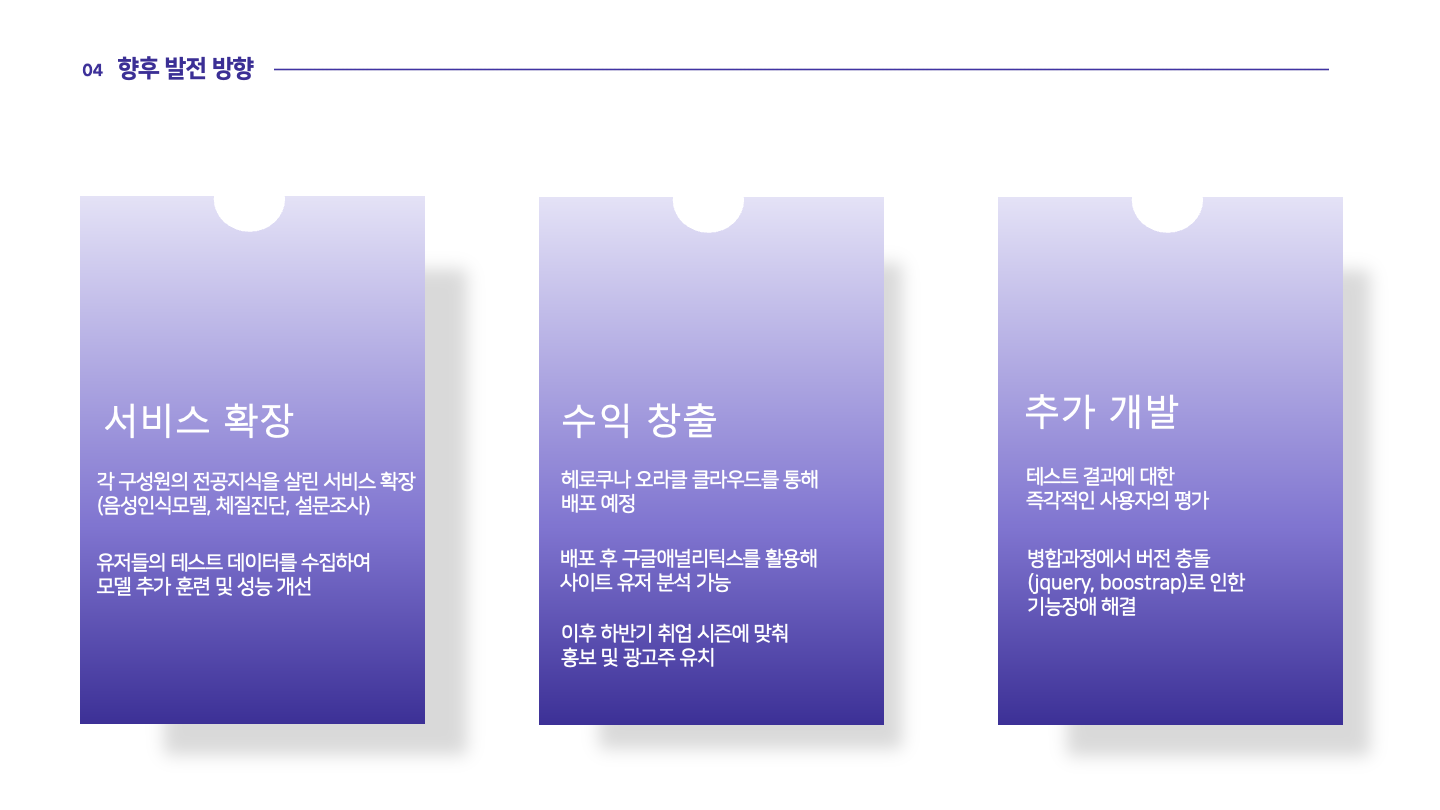 04 향후 발전 방향
서비스 확장
각 구성원의 전공지식을 살린 서비스 확장
(음성인식모델, 체질진단, 설문조사)
유저들의 테스트 데이터를 수집하여
모델 추가 훈련 및 성능 개선
수익 창출
헤로쿠나 오라클 클라우드를 통해
배포 예정
배포 후 구글애널리틱스를 활용해
사이트 유저 분석 가능
이후 하반기 취업 시즌에 맞춰
홍보 및 광고주 유치
추가 개발
테스트 결과에 대한
즉각적인 사용자의 평가
병합과정에서 버전 충돌
(jquery, boostrap)로 인한
기능장애 해결